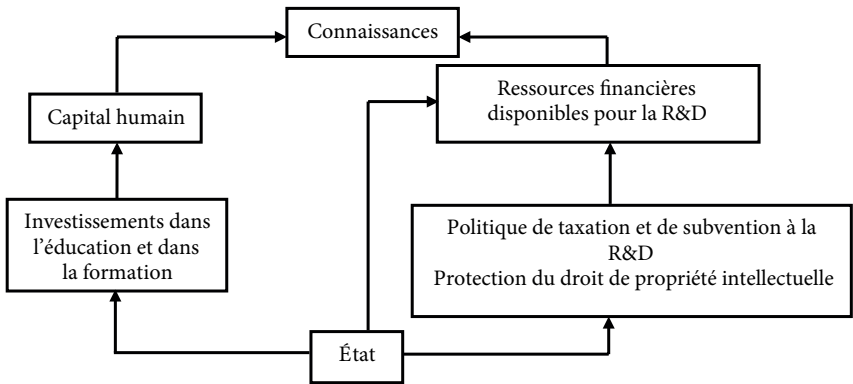 Connaissances
Capital humain
Ressources financières
disponibles pour la R&D
Investissements dans
l'éducation et dans
la formation
Politique de taxation et de subvention à la
R&D
Protection du droit de propriété intellectuelle
État